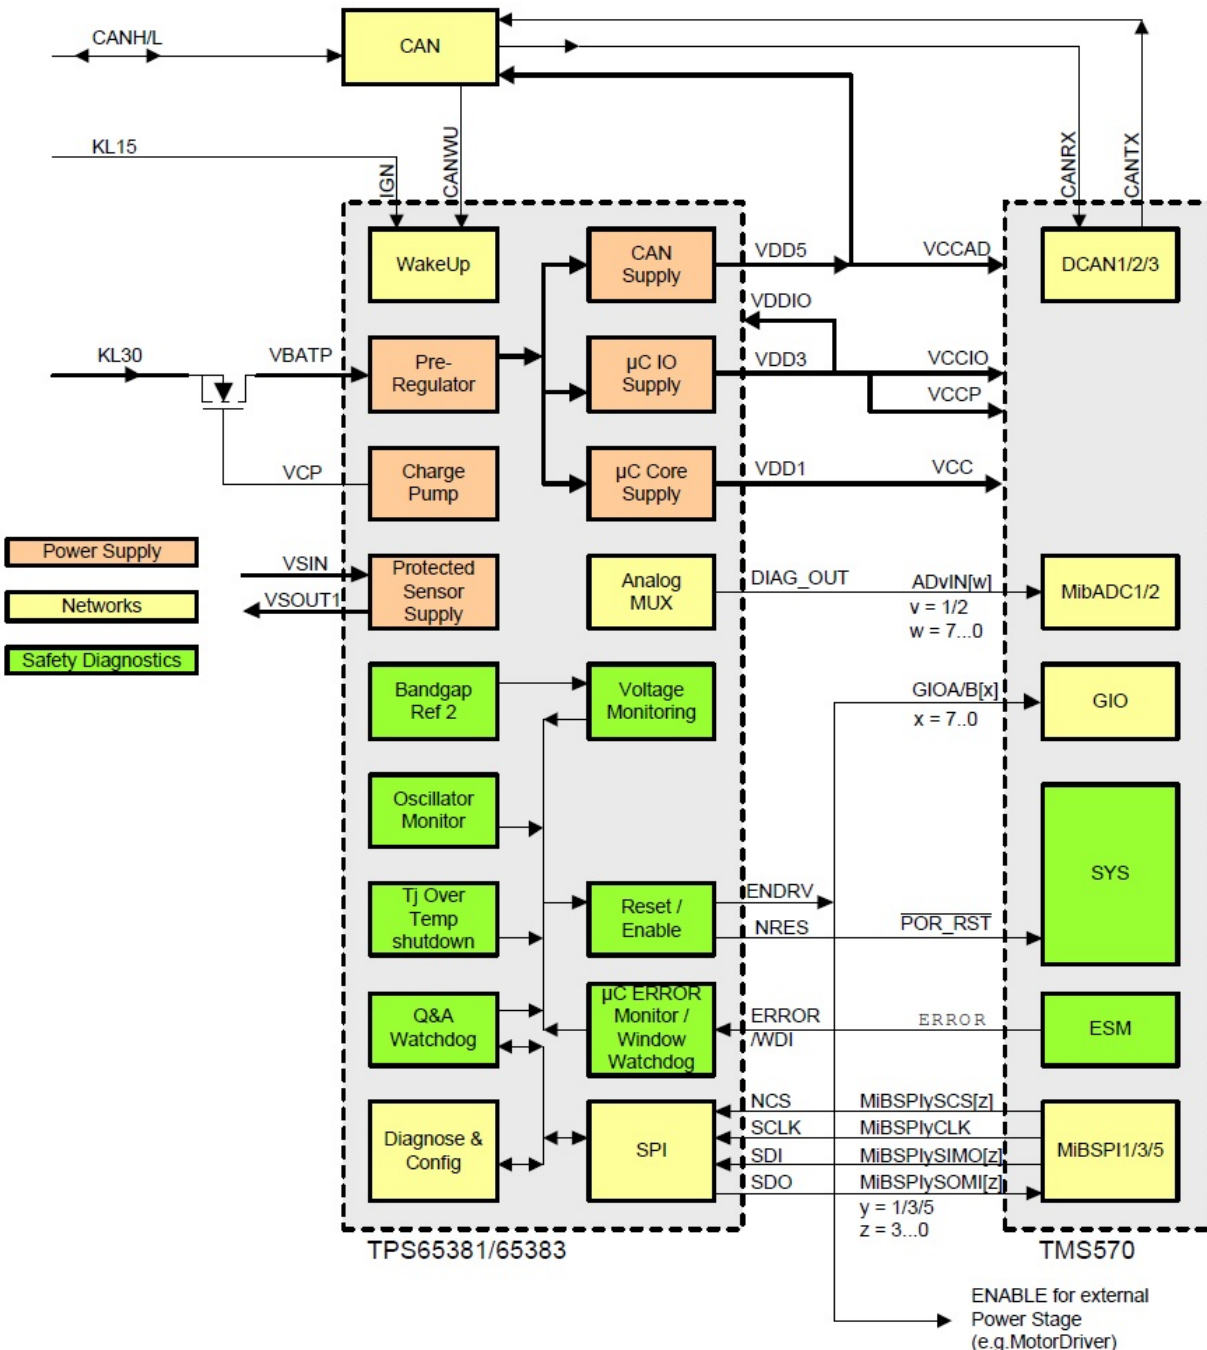 CANH/L
CAN
KL15
IGN
CANWU
CANRX
CANTX
WakeUp
CAN
Supply
VDD5
VCCAD
DCAN1/2/3
VDDIO
KL30
VBATP
Pre-
Regulator
µC IO
Supply
VDD3
VCCIO
VCCP
VCP
Charge
Pump
µC Core
Supply
VDD1
VCC
Power Supply
Networks
Safety Diagnostics
VSIN
VSOUT1
Protected
Sensor
Supply
Analog
MUX
DIAG_OUT
ADvIN[w]
v = 1/2
w = 7...0
MibADC1/2
Bandgap
Ref 2
Voltage
Monitoring
GIOA/B[x]
x = 7..0
GIO
Oscillator
Monitor
SYS
Tj Over
Temp
shutdown
Reset /
Enable
ENDRV
NRES
POR_RST
Q&A
Watchdog
µC ERROR
Monitor /
Window
Watchdog
ERROR
/WDI
ERROR
ESM
Diagnose &
Config
SPI
NCS
MiBSPIySCS[z]
SCLK
MiBSPIyCLK
SDI
MiBSPIySIMO[z]
SDO
MiBSPIySOMI[z]
y = 1/3/5
z = 3...0
MiBSPI1/3/5
TPS65381/65383
TMS570
ENABLE for external
Power Stage
(e.g.MotorDriver)